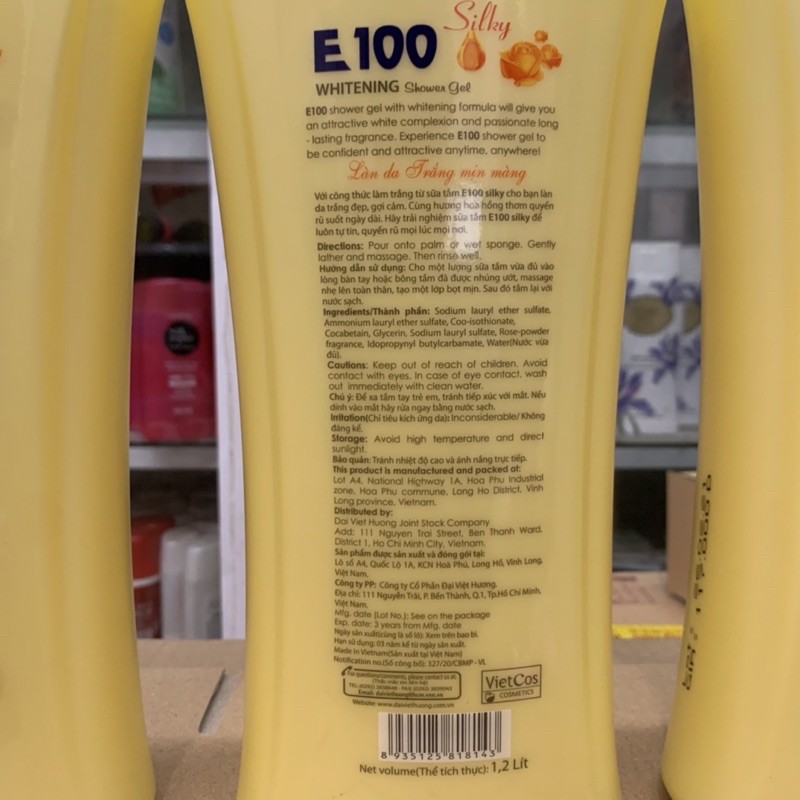 Silky
E100
WHITENING Shower Gel
E100 shower gel with whitening formula will give you
an attractive white complexion and passionate long
- lasting fragrance. Experience E100 shower gel to
be confident and attractive anytime, anywhere!
Làn da Trắng mịn màng
Với công thức làm trắng từ sữa tắm E100 silky cho bạn làn
da trắng đẹp, gợi cảm. Cùng hương hoa hồng thơm quyến
rũ suốt ngày dài. Hãy trải nghiệm sữa tắm E100 silky để
luôn tự tin, quyến rũ mọi lúc mọi nơi.
Directions: Pour onto palm or wet sponge. Gently
lather and massage. Then rinse well.
Hướng dẫn sử dụng: Cho một lượng sữa tắm vừa đủ vào
lòng bàn tay hoặc bông tắm đã được nhúng ướt, massage
nhẹ lên toàn thân, tạo một lớp bọt mịn. Sau đó tắm lại với
nước sạch.
Ingredients/Thành phần: Sodium lauryl ether sulfate,
Ammonium lauryl ether sulfate, Coo-isothionate,
Cocabetain, Glycerin, Sodium lauryl sulfate, Rose-powder
fragrance, Idopropynyl butylcarbamate, Water(Nước vừa
đủ).
Cautions: Keep out of reach of children. Avoid
contact with eyes. In case of eye contact, wash
out immediately with clean water.
Chú ý: Để xa tầm tay trẻ em, tránh tiếp xúc với mắt. Nếu
dính vào mắt hãy rửa ngay bằng nước sạch.
Irritation(Chỉ tiêu kích ứng da): Inconsiderable/ Không
đáng kể.
Storage: Avoid high temperature and direct
sunlight.
Bảo quản: Tránh nhiệt độ cao và ánh nắng trực tiếp.
This product is manufactured and packed at:
Lot A4, National Highway 1A, Hoa Phu Industrial
zone, Hoa Phu commune, Long Ho District, Vinh
Long province, Vietnam.
Distributed by:
Dai Viet Huong Joint Stock Company
Add: 111 Nguyen Trai Street, Ben Thanh Ward,
District 1, Ho Chi Minh City, Vietnam.
Sản phẩm được sản xuất và đóng gói tại:
Lô số A4, Quốc Lộ 1A, KCN Hoà Phú, Long Hồ, Vĩnh Long,
Việt Nam.
Công ty PP: Công ty Cổ Phần Đại Việt Hương.
Địa chỉ: 111 Nguyễn Trãi, P. Bến Thành, Q.1, Tp.Hồ Chí Minh,
Việt Nam.
Mfg. date (Lot No.): See on the package
Exp. date: 3 years from Mfg. date
Ngày sản xuất(cùng là số lô): Xem trên bao bì.
Hạn sử dụng: 03 năm kể từ ngày sản xuất.
Made in Vietnam(Sản xuất tại Việt Nam)
Notification no.(Số công bố): 327/20/CBMP - VL
For questions/comments, please contact us at:
(Thắc mắc xin liên hệ)
Website: www.daiviethuong.com.vn
VietCos
COSMETICS
8 935125 818143
Net volume(Thể tích thực): 1,2 Lít